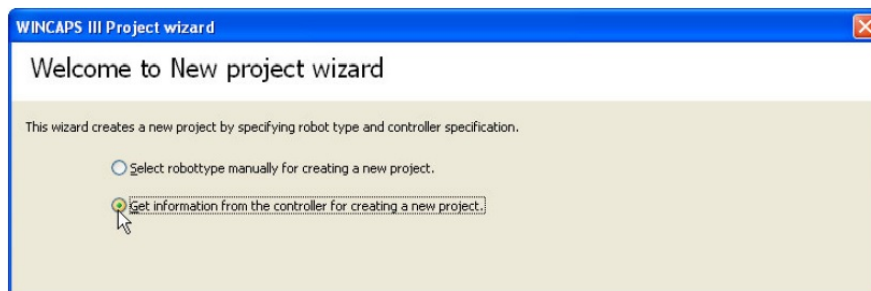 WINCAPS III Project wizard
Welcome to New project wizard
This wizard creates a new project by specifying robot type and controller specification.
Select robottype manually for creating a new project.
Get information from the controller for creating a new project.